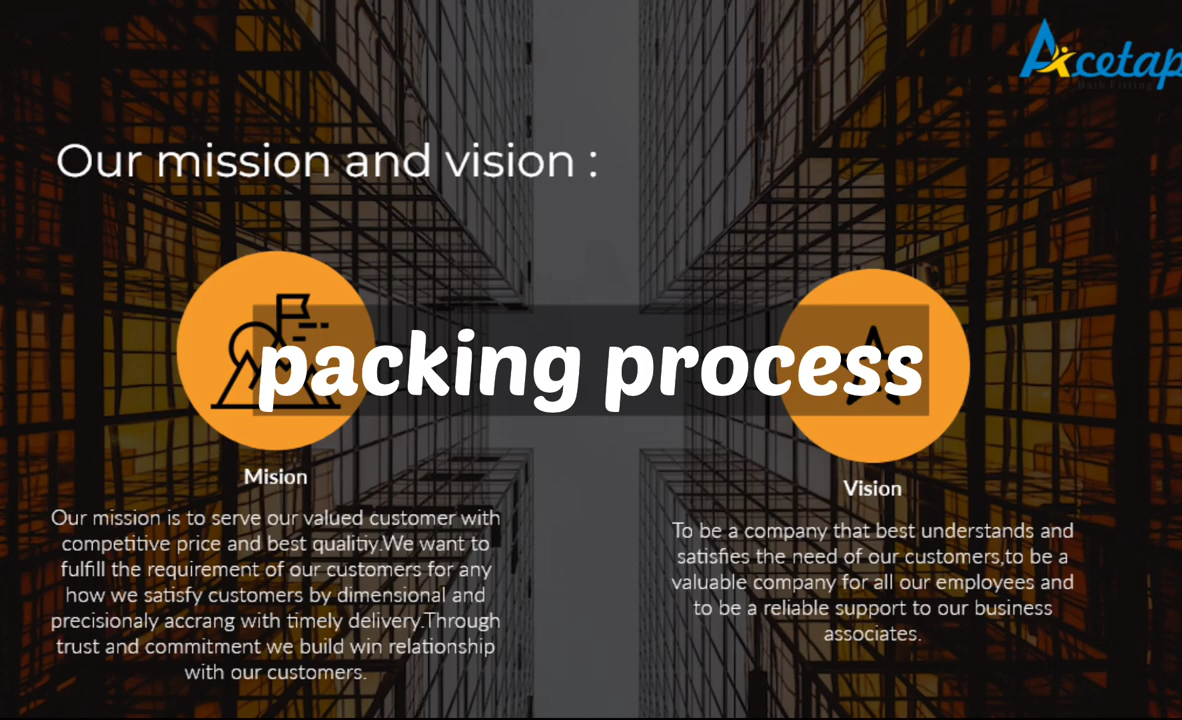 Acetap
Bath Fitting
Our mission and vision :
packing process
Mision
Our mission is to serve our valued customer with
competitive price and best qualitiy.We want to
fulfill the requirement of our customers for any
how we satisfy customers by dimensional and
precisionaly accrang with timely delivery.Through
trust and commitment we build win relationship
with our customers.
Vision
To be a company that best understands and
satisfies the need of our customers,to be a
valuable company for all our employees and
to be a reliable support to our business
associates.